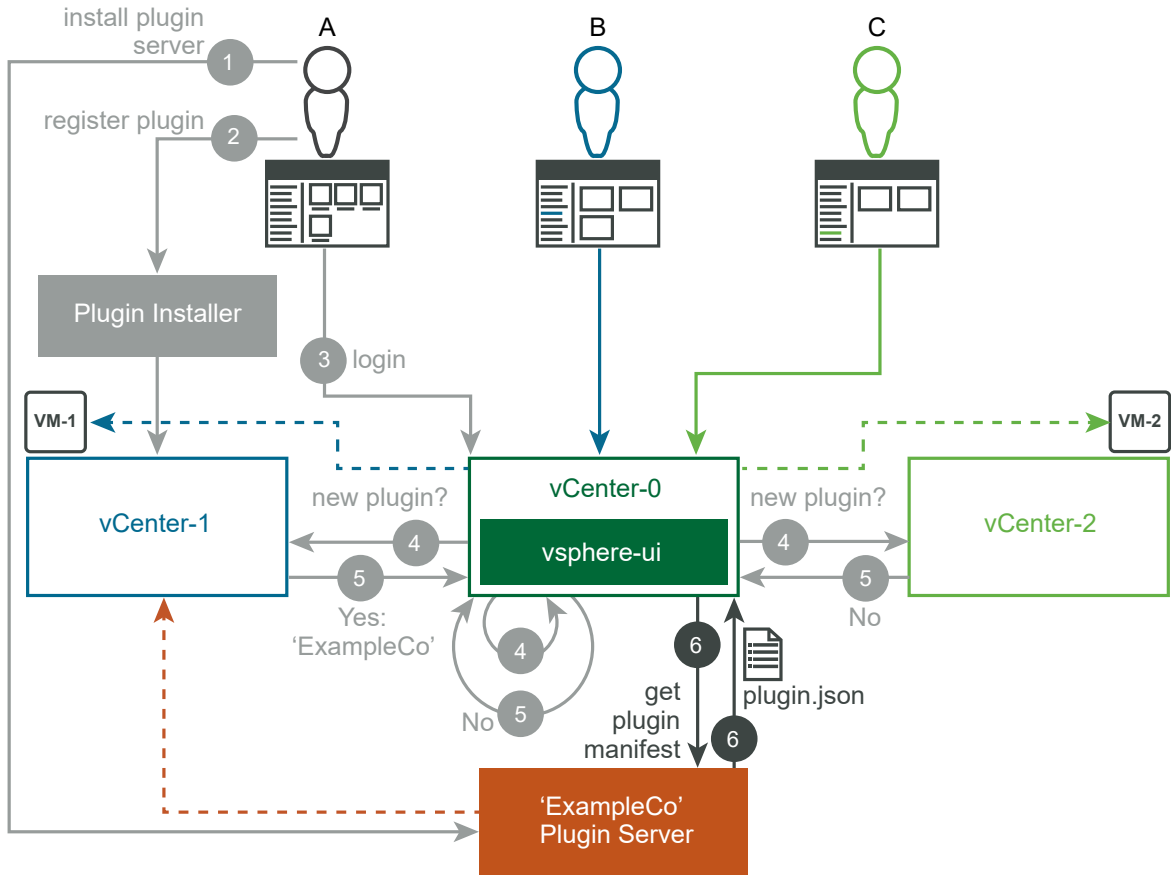 install plugin
server
1
A
B
C
register plugin
2
Plugin Installer
3
login
VM-1
VM-2
vCenter-1
new plugin?
4
5
Yes:
‘ExampleCo’
vCenter-0
vsphere-ui
new plugin?
4
5
No
vCenter-2
4
No
5
6
get
plugin
manifest
plugin.json
6
‘ExampleCo’
Plugin Server